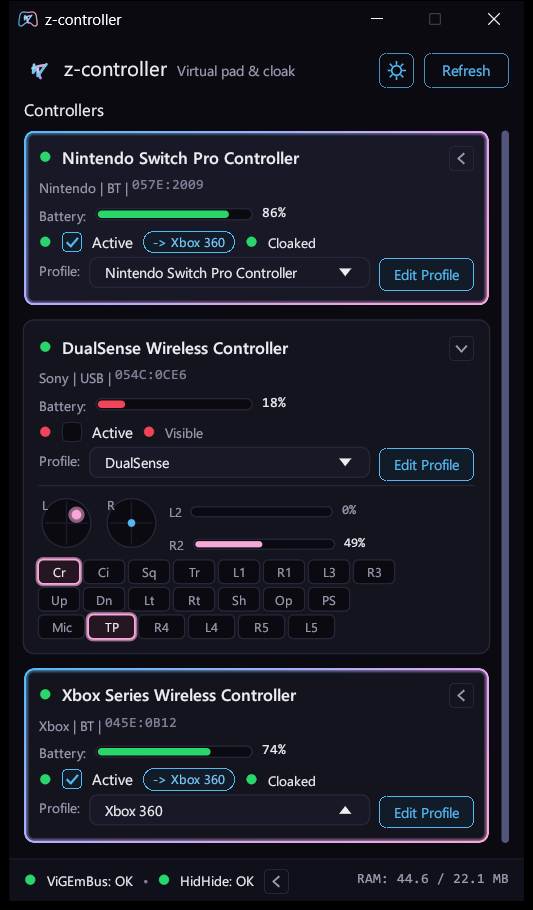 z-controller
z-controller Virtual pad & cloak Refresh
Controllers
Nintendo Switch Pro Controller
Nintendo | BT | 057E:2009
Battery: 86%
Active -> Xbox 360 Cloaked
Profile: Nintendo Switch Pro Controller Edit Profile
DualSense Wireless Controller
Sony | USB | 054C:0CE6
Battery: 18%
Active Visible
Profile: DualSense Edit Profile
L R L2 0%
R2 49%
Cr Ci Sq Tr L1 R1 L3 R3
Up Dn Lt Rt Sh Op PS
Mic TP R4 L4 R5 L5
Xbox Series Wireless Controller
Xbox | BT | 045E:0B12
Battery: 74%
Active -> Xbox 360 Cloaked
Profile: Xbox 360 Edit Profile
ViGEmBus: OK • HidHide: OK RAM: 44.6 / 22.1 MB